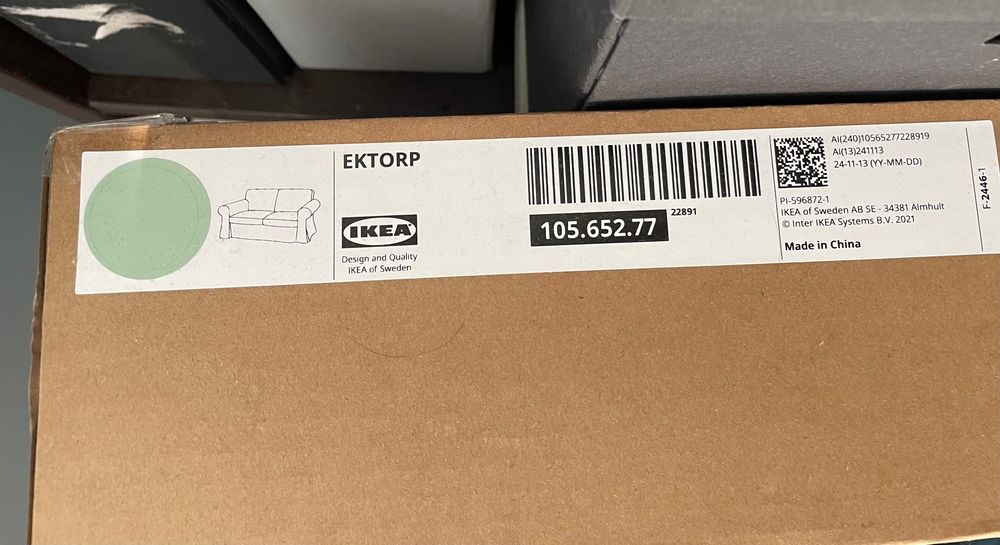 EKTORP
IKEA
Design and Quality
IKEA of Sweden
105.652.77
22891
AI(240)10565277228919
AI(13)241113
24-11-13 (YY-MM-DD)
PI-596872-1
IKEA of Sweden AB SE - 34381 Älmhult
© Inter IKEA Systems B.V. 2021
Made in China
F-2446-1